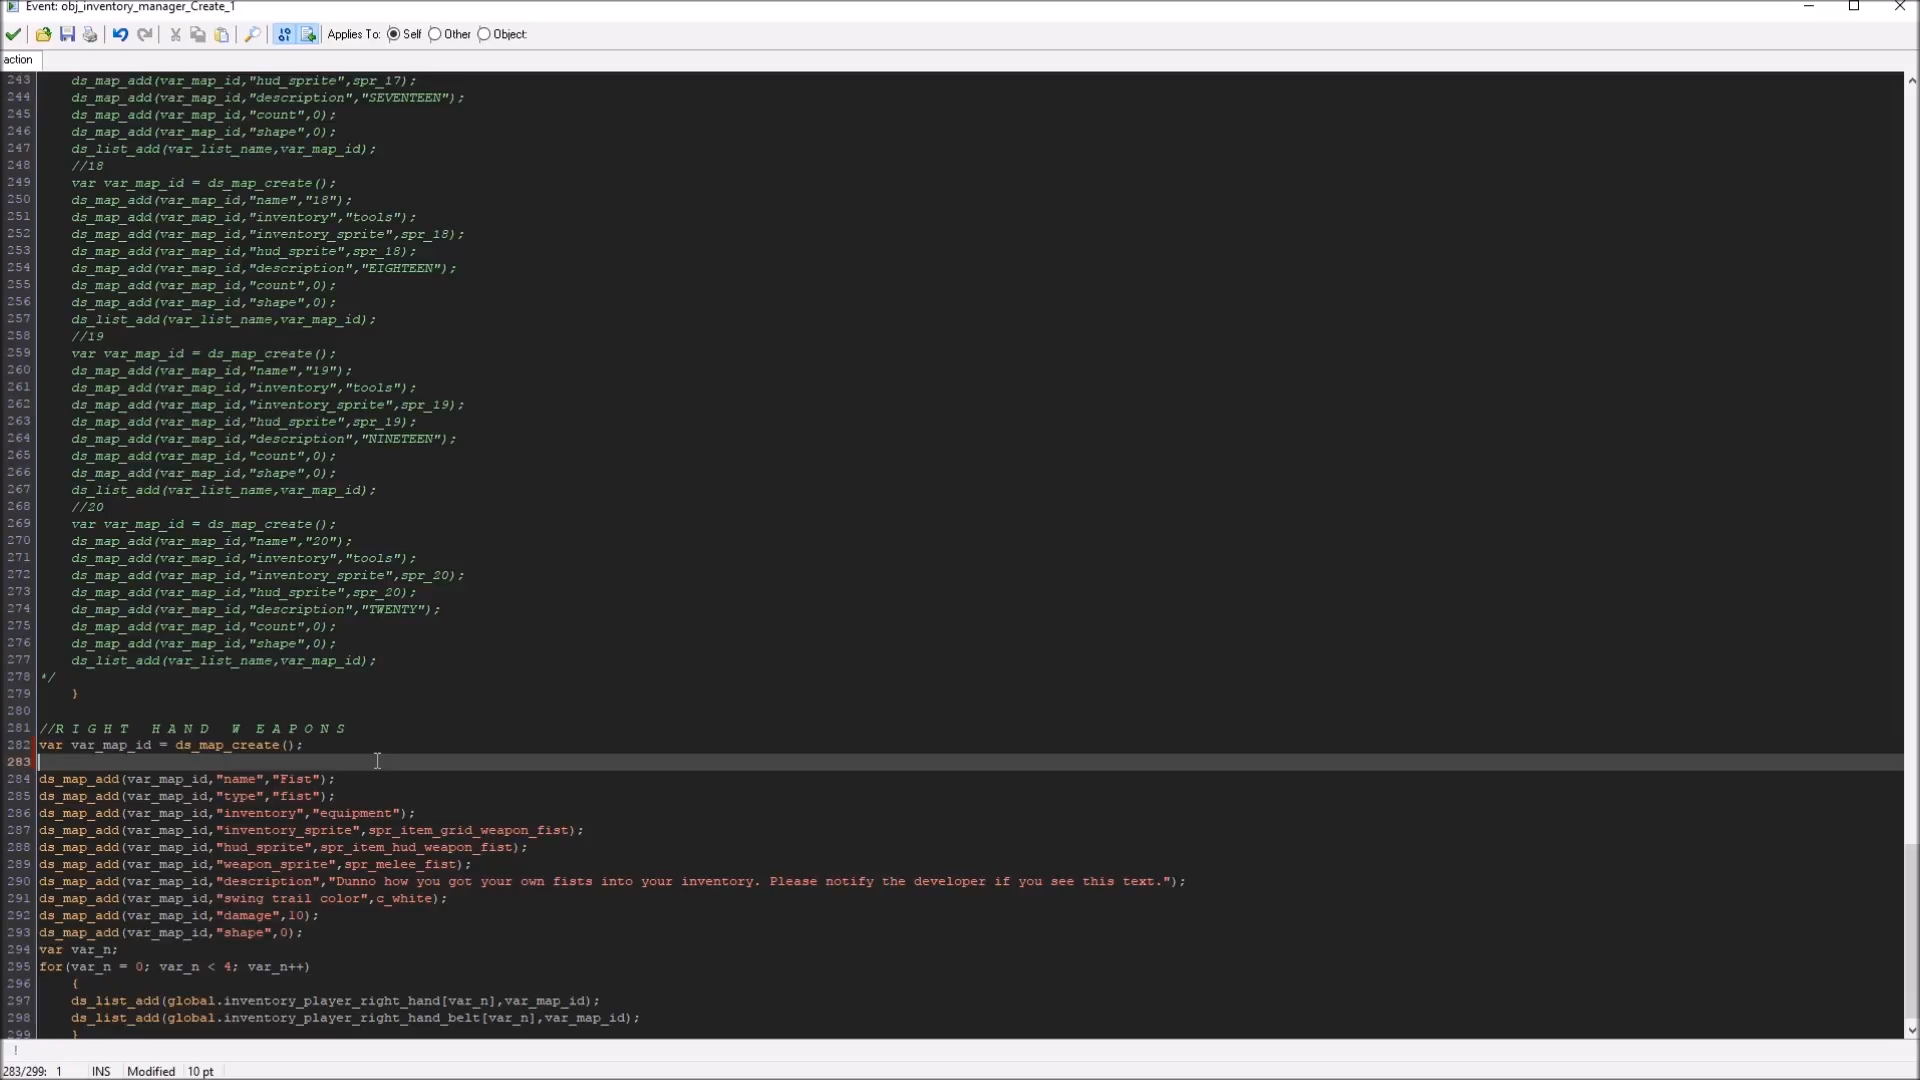 Event: obj_inventory_manager_Create_1
Applies To: Self Other Object:
action
243 ds_map_add(var_map_id,"hud_sprite",spr_17);
244 ds_map_add(var_map_id,"description","SEVENTEEN");
245 ds_map_add(var_map_id,"count",0);
246 ds_map_add(var_map_id,"shape",0);
247 ds_list_add(var_list_name,var_map_id);
248 //18
249 var var_map_id = ds_map_create();
250 ds_map_add(var_map_id,"name","18");
251 ds_map_add(var_map_id,"inventory","tools");
252 ds_map_add(var_map_id,"inventory_sprite",spr_18);
253 ds_map_add(var_map_id,"hud_sprite",spr_18);
254 ds_map_add(var_map_id,"description","EIGHTEEN");
255 ds_map_add(var_map_id,"count",0);
256 ds_map_add(var_map_id,"shape",0);
257 ds_list_add(var_list_name,var_map_id);
258 //19
259 var var_map_id = ds_map_create();
260 ds_map_add(var_map_id,"name","19");
261 ds_map_add(var_map_id,"inventory","tools");
262 ds_map_add(var_map_id,"inventory_sprite",spr_19);
263 ds_map_add(var_map_id,"hud_sprite",spr_19);
264 ds_map_add(var_map_id,"description","NINETEEN");
265 ds_map_add(var_map_id,"count",0);
266 ds_map_add(var_map_id,"shape",0);
267 ds_list_add(var_list_name,var_map_id);
268 //20
269 var var_map_id = ds_map_create();
270 ds_map_add(var_map_id,"name","20");
271 ds_map_add(var_map_id,"inventory","tools");
272 ds_map_add(var_map_id,"inventory_sprite",spr_20);
273 ds_map_add(var_map_id,"hud_sprite",spr_20);
274 ds_map_add(var_map_id,"description","TWENTY");
275 ds_map_add(var_map_id,"count",0);
276 ds_map_add(var_map_id,"shape",0);
277 ds_list_add(var_list_name,var_map_id);
278 */
279 }
280
281 //R I G H T   H A N D   W E A P O N S
282 var var_map_id = ds_map_create();
283
284 ds_map_add(var_map_id,"name","Fist");
285 ds_map_add(var_map_id,"type","fist");
286 ds_map_add(var_map_id,"inventory","equipment");
287 ds_map_add(var_map_id,"inventory_sprite",spr_item_grid_weapon_fist);
288 ds_map_add(var_map_id,"hud_sprite",spr_item_hud_weapon_fist);
289 ds_map_add(var_map_id,"weapon_sprite",spr_melee_fist);
290 ds_map_add(var_map_id,"description","Dunno how you got your own fists into your inventory. Please notify the developer if you see this text.");
291 ds_map_add(var_map_id,"swing trail color",c_white);
292 ds_map_add(var_map_id,"damage",10);
293 ds_map_add(var_map_id,"shape",0);
294 var var_n;
295 for(var_n = 0; var_n < 4; var_n++)
296 {
297 ds_list_add(global.inventory_player_right_hand[var_n],var_map_id);
298 ds_list_add(global.inventory_player_right_hand_belt[var_n],var_map_id);
299 }
!
283/299: 1 INS Modified 10 pt